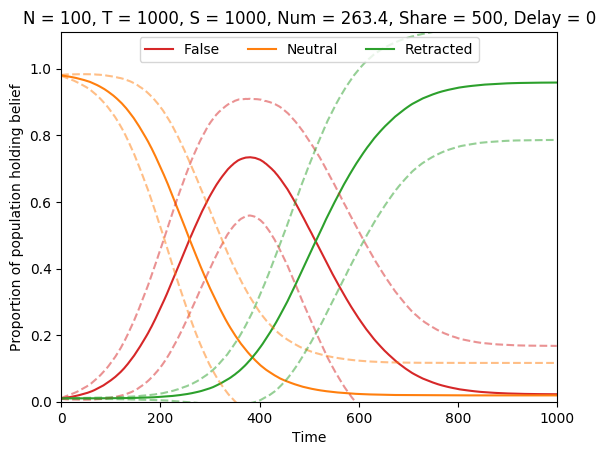 N = 100, T = 1000, S = 1000, Num = 263.4, Share = 500, Delay = 0
False Neutral Retracted
1.0
0.8
0.6
0.4
0.2
0.0
Proportion of population holding belief
0 200 400 600 800 1000
Time